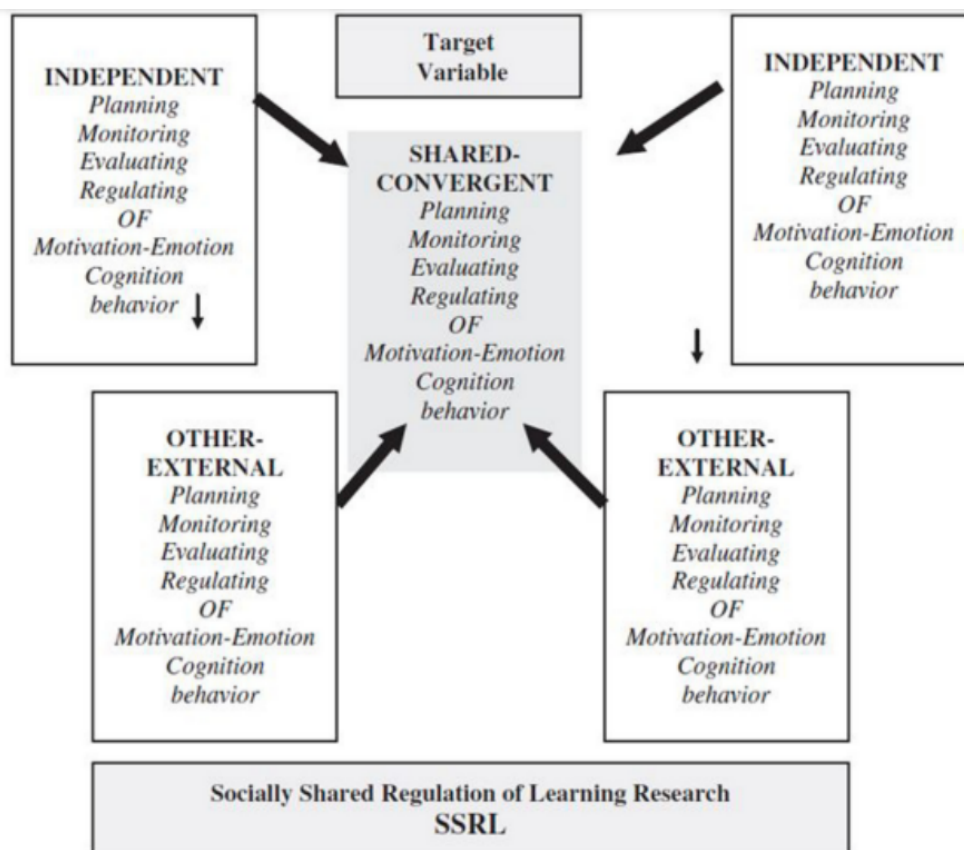 Target
Variable
INDEPENDENT
Planning
Monitoring
Evaluating
Regulating
OF
Motivation-Emotion
Cognition
behavior
INDEPENDENT
Planning
Monitoring
Evaluating
Regulating
OF
Motivation-Emotion
Cognition
behavior
SHARED-
CONVERGENT
Planning
Monitoring
Evaluating
Regulating
OF
Motivation-Emotion
Cognition
behavior
OTHER-
EXTERNAL
Planning
Monitoring
Evaluating
Regulating
OF
Motivation-Emotion
Cognition
behavior
OTHER-
EXTERNAL
Planning
Monitoring
Evaluating
Regulating
OF
Motivation-Emotion
Cognition
behavior
Socially Shared Regulation of Learning Research
SSRL